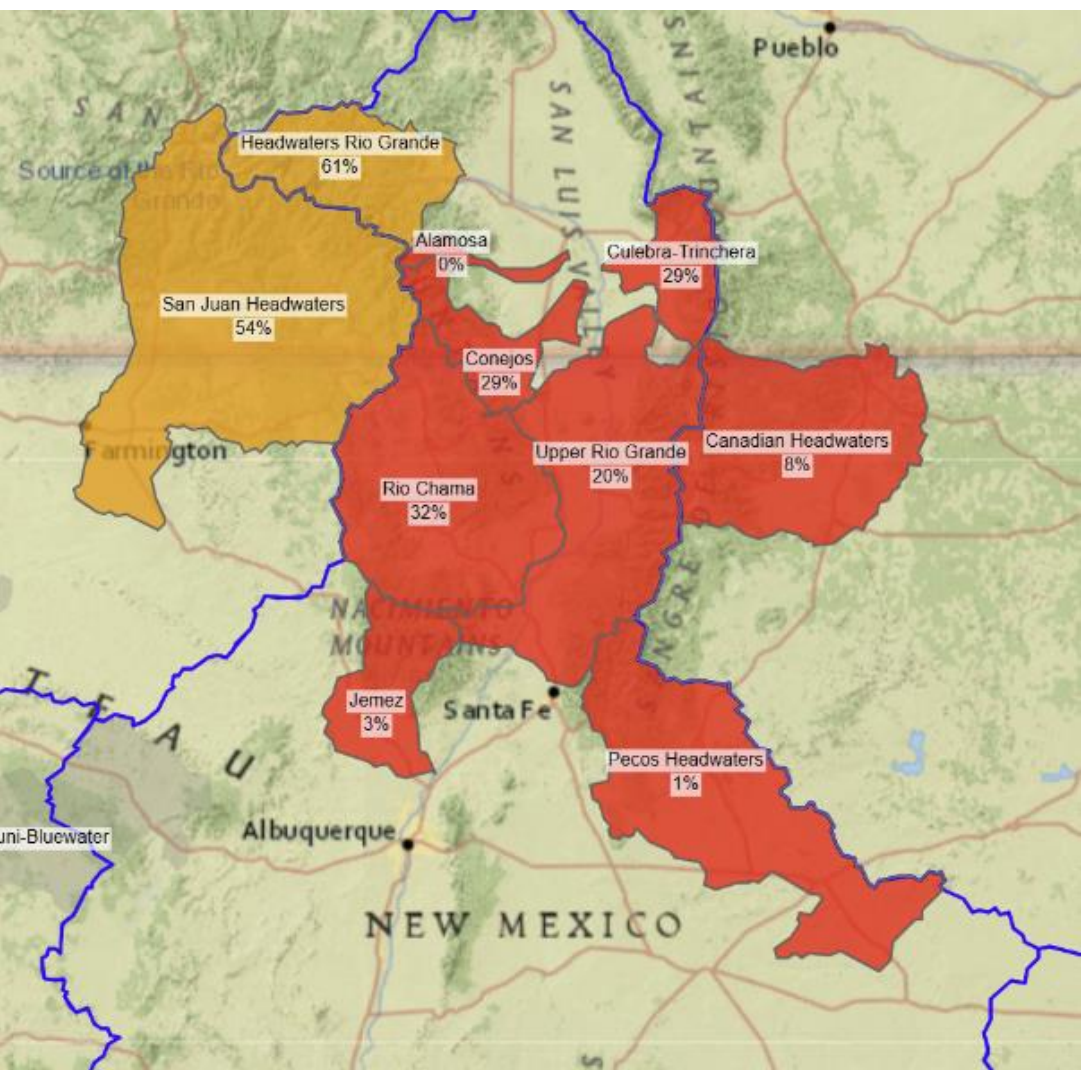 Pueblo
SAN
Headwaters Rio Grande
61%
Source of the Rio
Grande
SAN LUIS VALLEY
Alamosa
0%
Culebra-Trinchera
29%
San Juan Headwaters
54%
Conejos
29%
Farmington
Upper Rio Grande
20%
Canadian Headwaters
8%
Rio Chama
32%
NACIMIENTO
MOUNTAINS
Jemez
3%
Santa Fe
TEAU
Pecos Headwaters
1%
Albuquerque
uni-Bluewater
NEW MEXICO
S